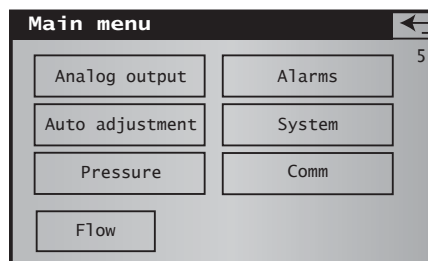 Main menu
5
Analog output Alarms
Auto adjustment System
Pressure Comm
Flow